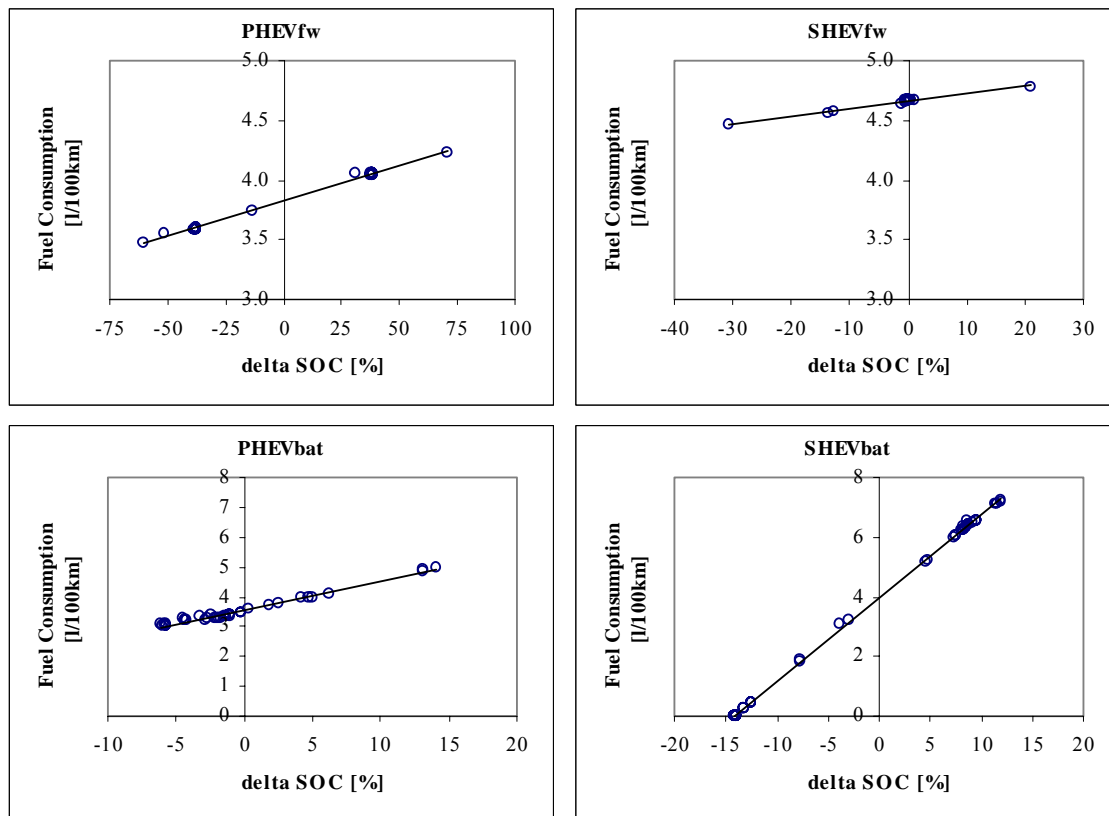 PHEVfw
5.0
4.5
4.0
3.5
3.0
-75 -50 -25 0 25 50 75 100
Fuel Consumption
[l/100km]
delta SOC [%]
SHEVfw
5.0
4.5
4.0
3.5
3.0
-40 -30 -20 -10 0 10 20 30
Fuel Consumption
[l/100km]
delta SOC [%]
PHEVbat
8
7
6
5
4
3
2
1
0
-10 -5 0 5 10 15 20
Fuel Consumption
[l/100km]
delta SOC [%]
SHEVbat
8
6
4
2
0
-20 -15 -10 -5 0 5 10 15 20
Fuel Consumption
[l/100km]
delta SOC [%]